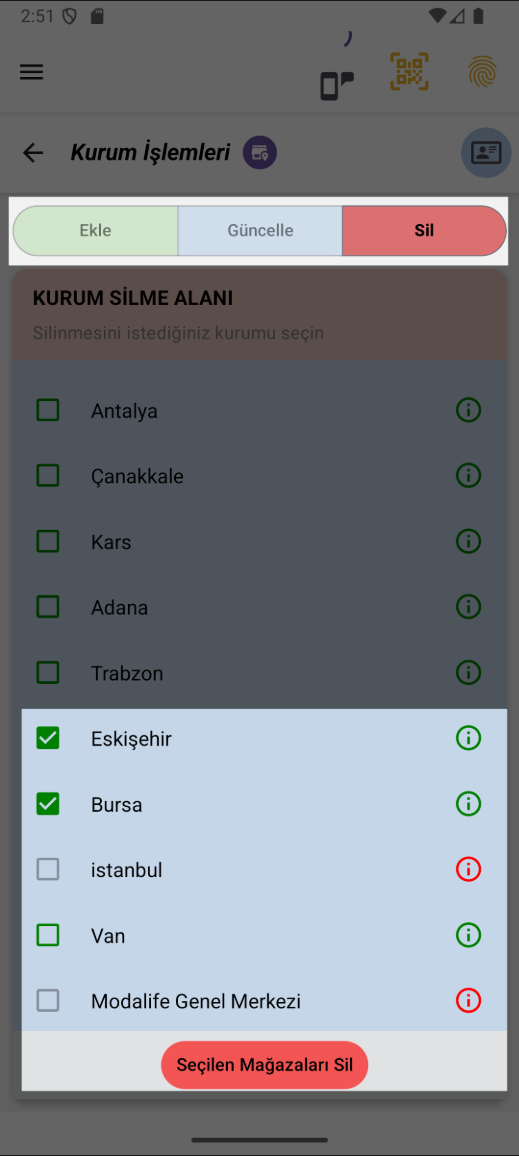 2:51
Kurum İşlemleri
Ekle
Güncelle
Sil
KURUM SİLME ALANI
Silinmesini istediğiniz kurumu seçin
Antalya
Çanakkale
Kars
Adana
Trabzon
Eskişehir
Bursa
istanbul
Van
Modalife Genel Merkezi
Seçilen Mağazaları Sil